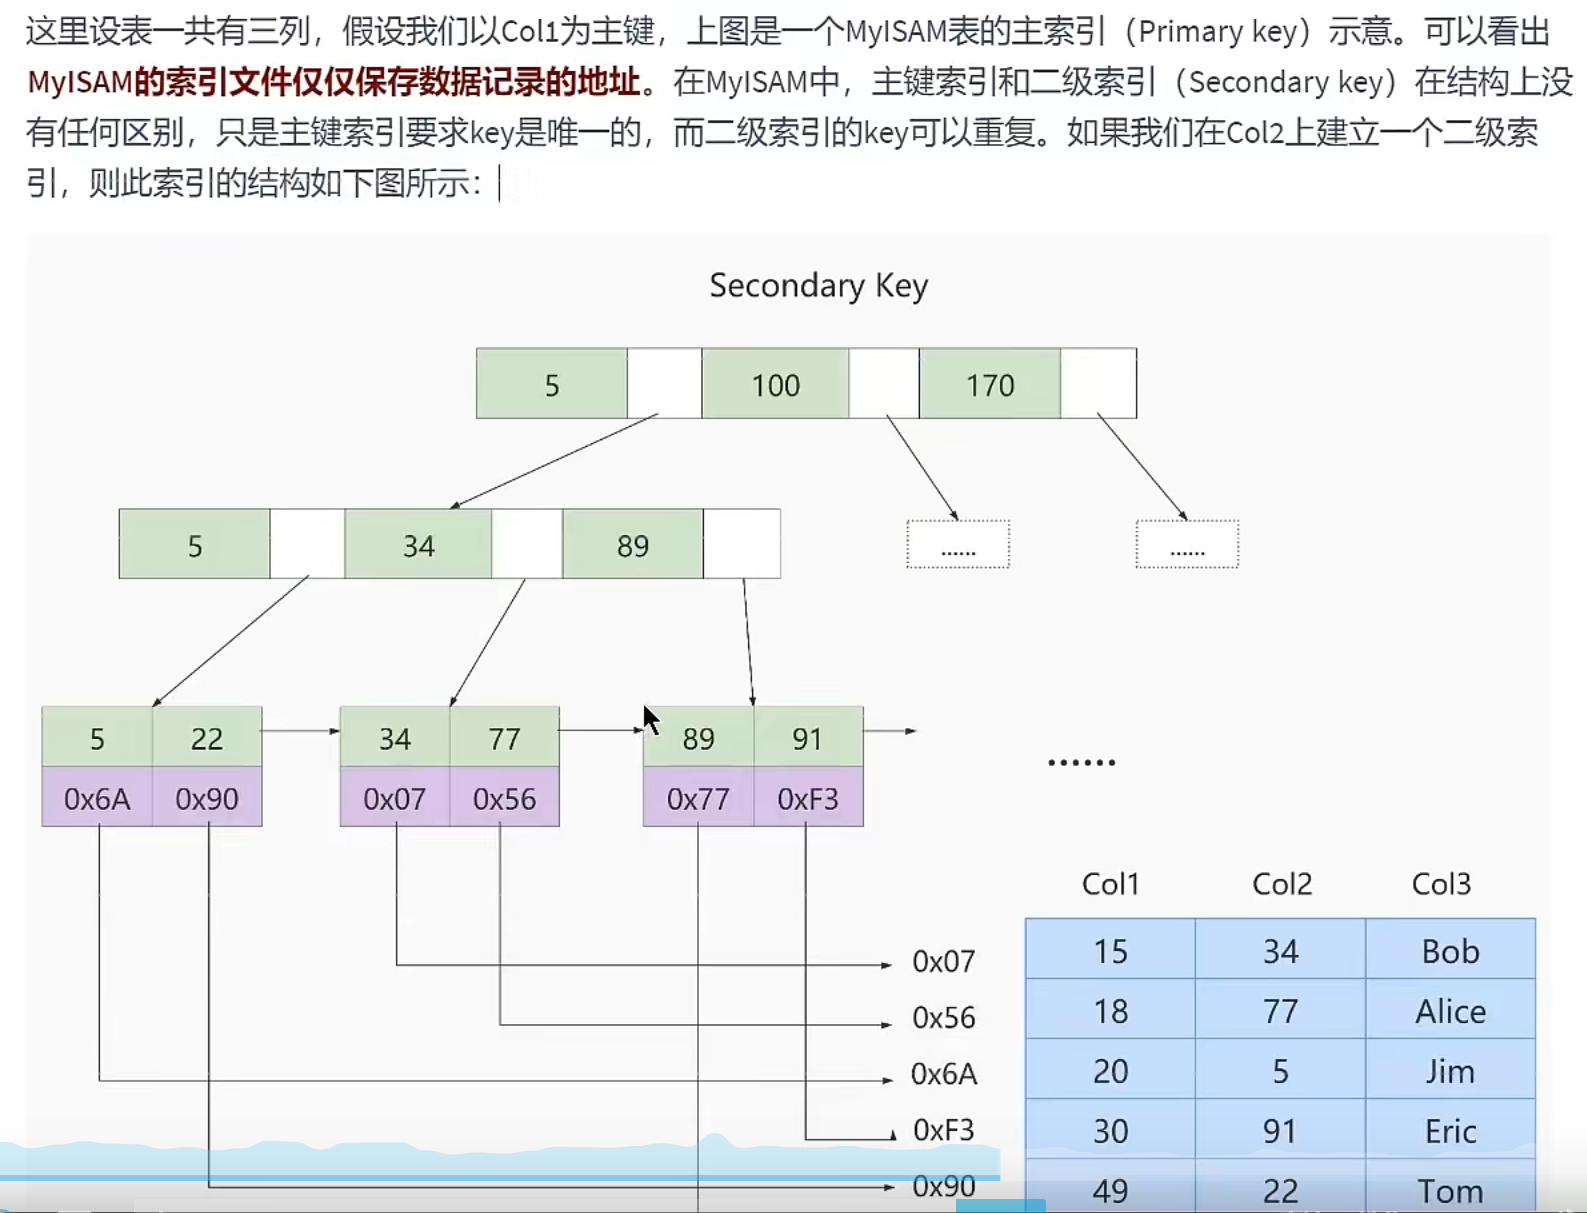 这里设表一共有三列，假设我们以Col1为主键，上图是一个MyISAM表的主索引（Primary key）示意。可以看出
MyISAM的索引文件仅仅保存数据记录的地址。在MyISAM中，主键索引和二级索引（Secondary key）在结构上没
有任何区别，只是主键索引要求key是唯一的，而二级索引的key可以重复。如果我们在Col2上建立一个二级索
引，则此索引的结构如下图所示：
Secondary Key
5 100 170
5 34 89
...... ......
5 22 34 77 89 91
0x6A 0x90 0x07 0x56 0x77 0xF3
......
Col1 Col2 Col3
0x07 15 34 Bob
0x56 18 77 Alice
0x6A 20 5 Jim
0xF3 30 91 Eric
0x90 49 22 Tom